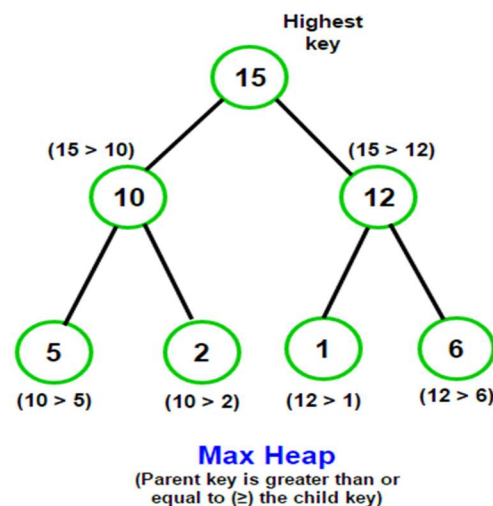 Highest
key
15
(15 > 10)
(15 > 12)
10
12
5
2
1
6
(10 > 5)
(10 > 2)
(12 > 1)
(12 > 6)
Max Heap
(Parent key is greater than or
equal to (≥) the child key)